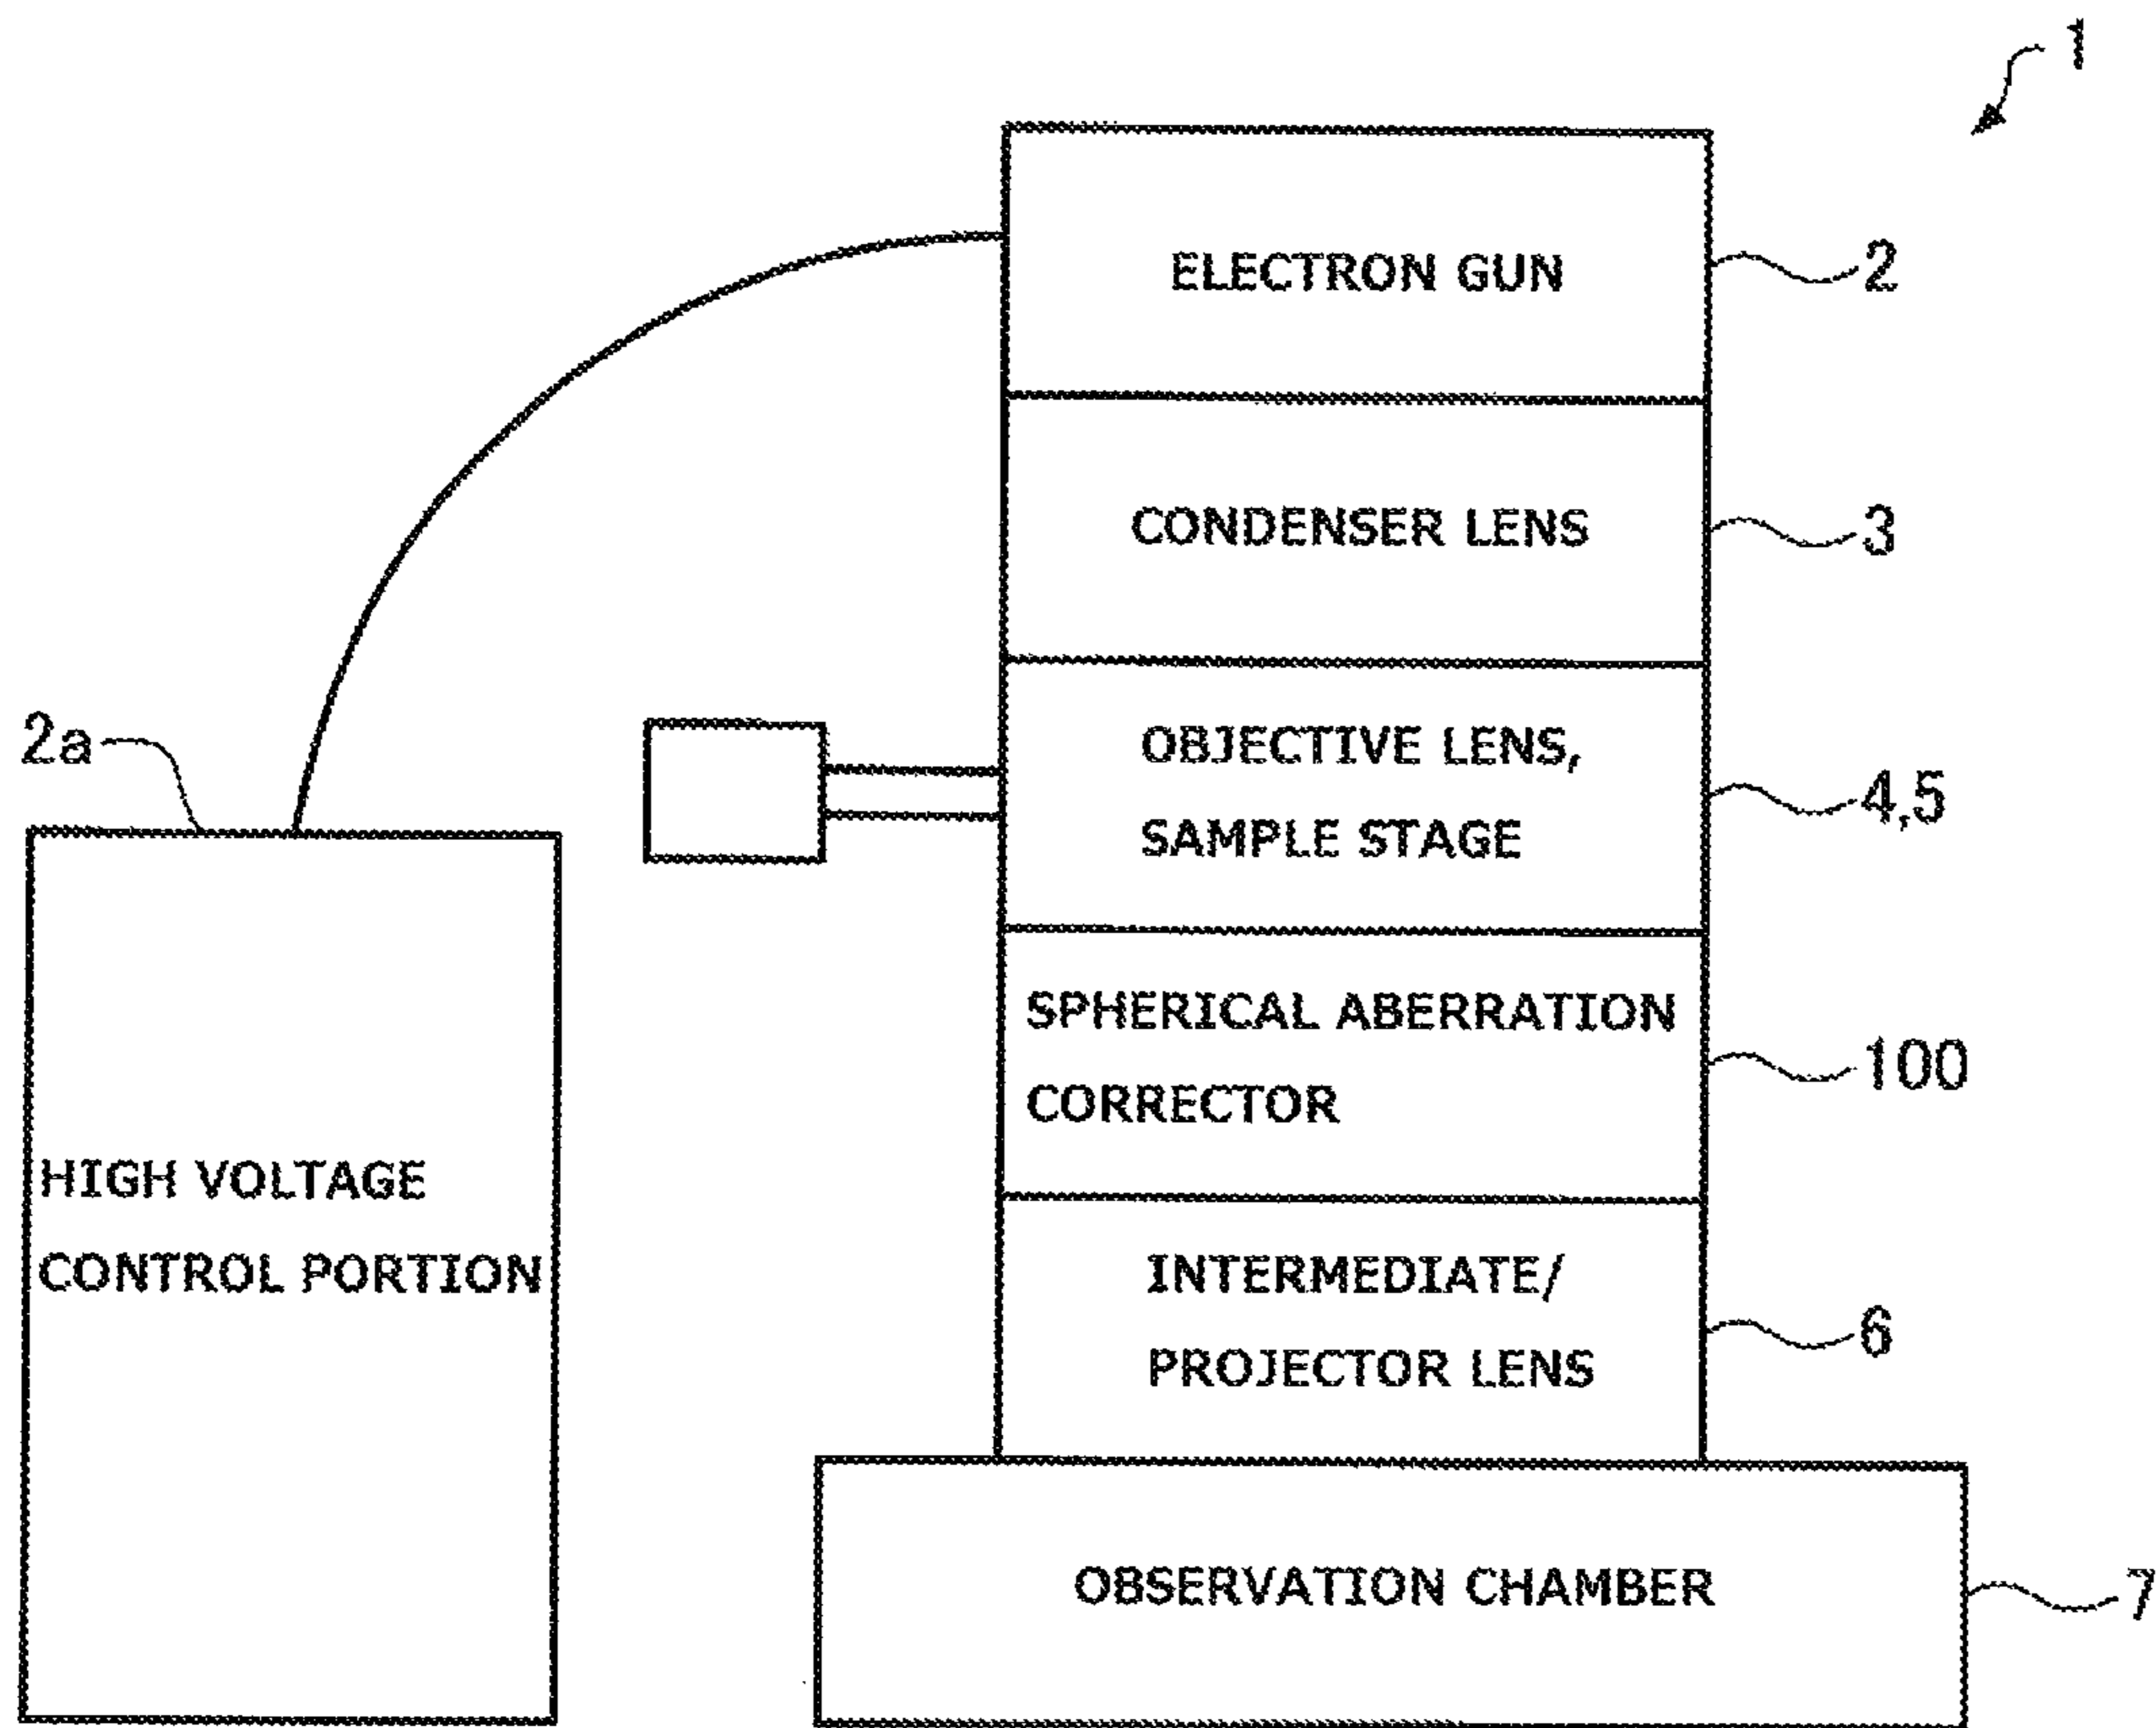 1
ELECTRON GUN
2
CONDENSER LENS
3
2a
OBJECTIVE LENS,
SAMPLE STAGE
4,5
SPHERICAL ABERRATION
CORRECTOR
100
HIGH VOLTAGE
CONTROL PORTION
INTERMEDIATE/
PROJECTOR LENS
6
OBSERVATION CHAMBER
7